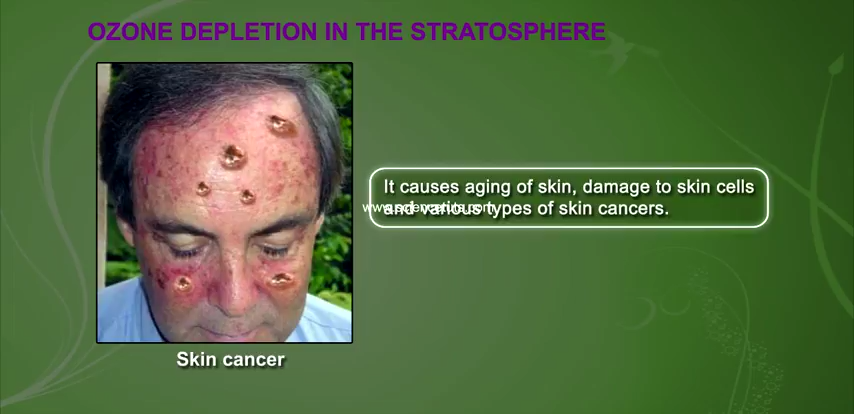 OZONE DEPLETION IN THE STRATOSPHERE
It causes aging of skin, damage to skin cells
and various types of skin cancers.
www.sciencetuts.com
Skin cancer